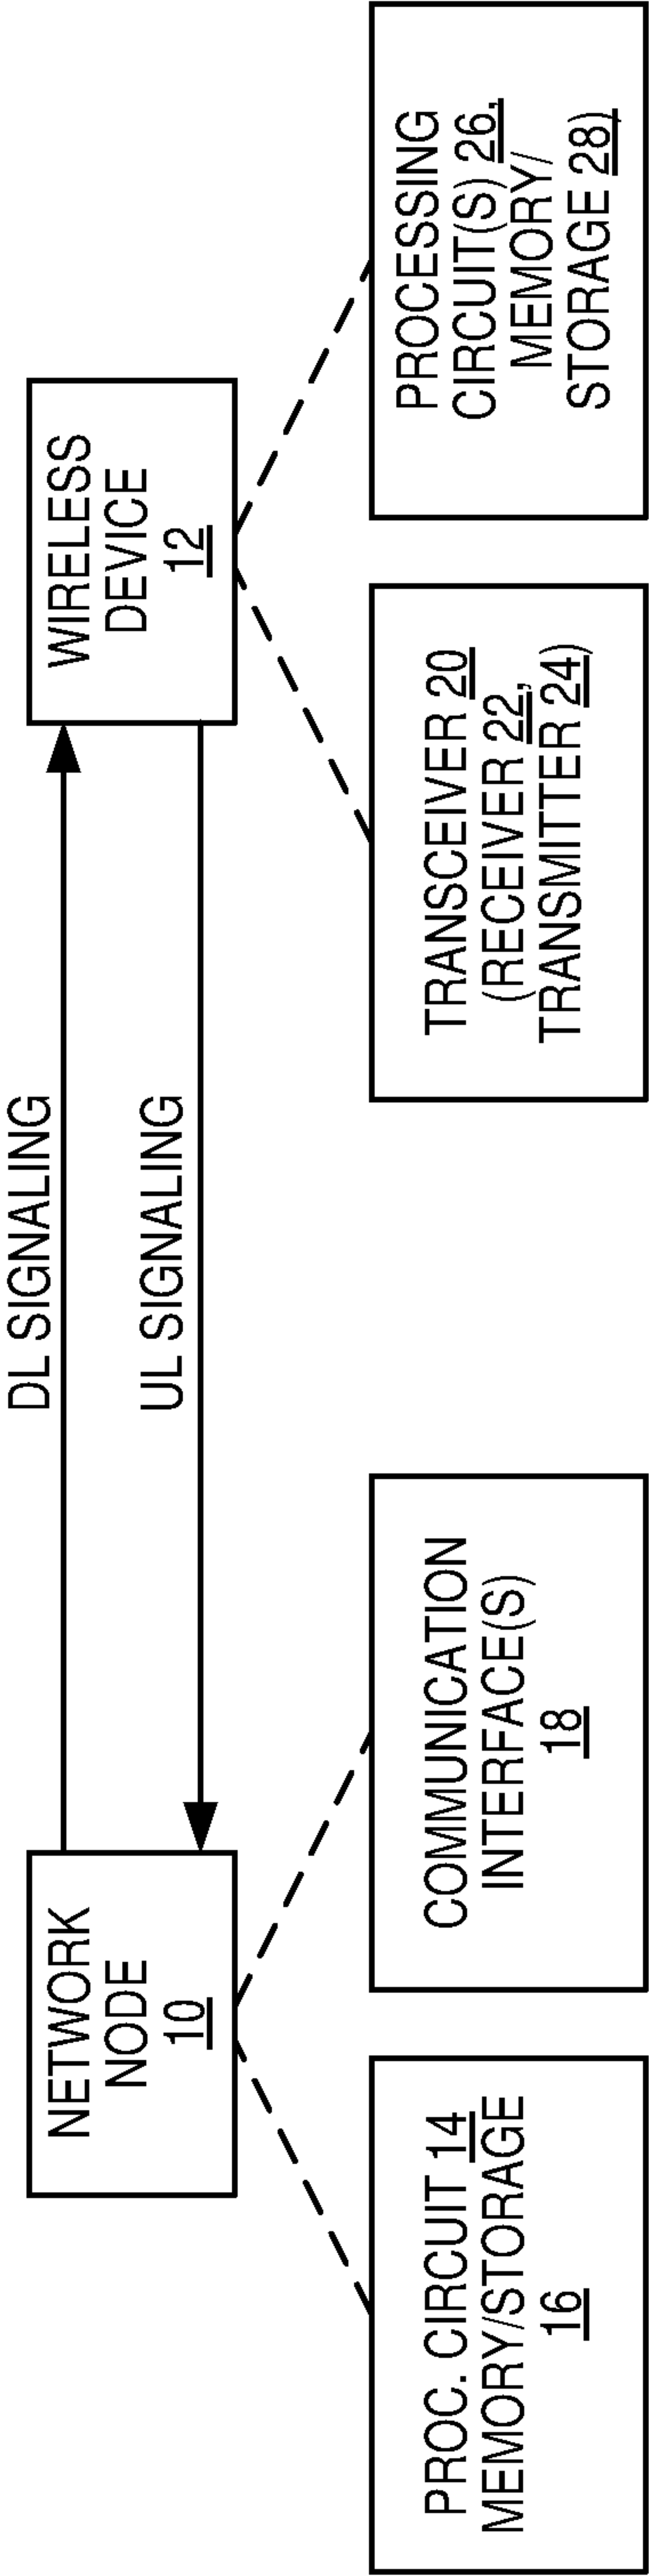 DL SIGNALING
NETWORK
NODE
10
WIRELESS
DEVICE
12
UL SIGNALING
PROC. CIRCUIT 14
MEMORY/STORAGE
16
COMMUNICATION
INTERFACE(S)
18
TRANSCEIVER 20
(RECEIVER 22,
TRANSMITTER 24)
PROCESSING
CIRCUIT(S) 26,
MEMORY/
STORAGE 28)